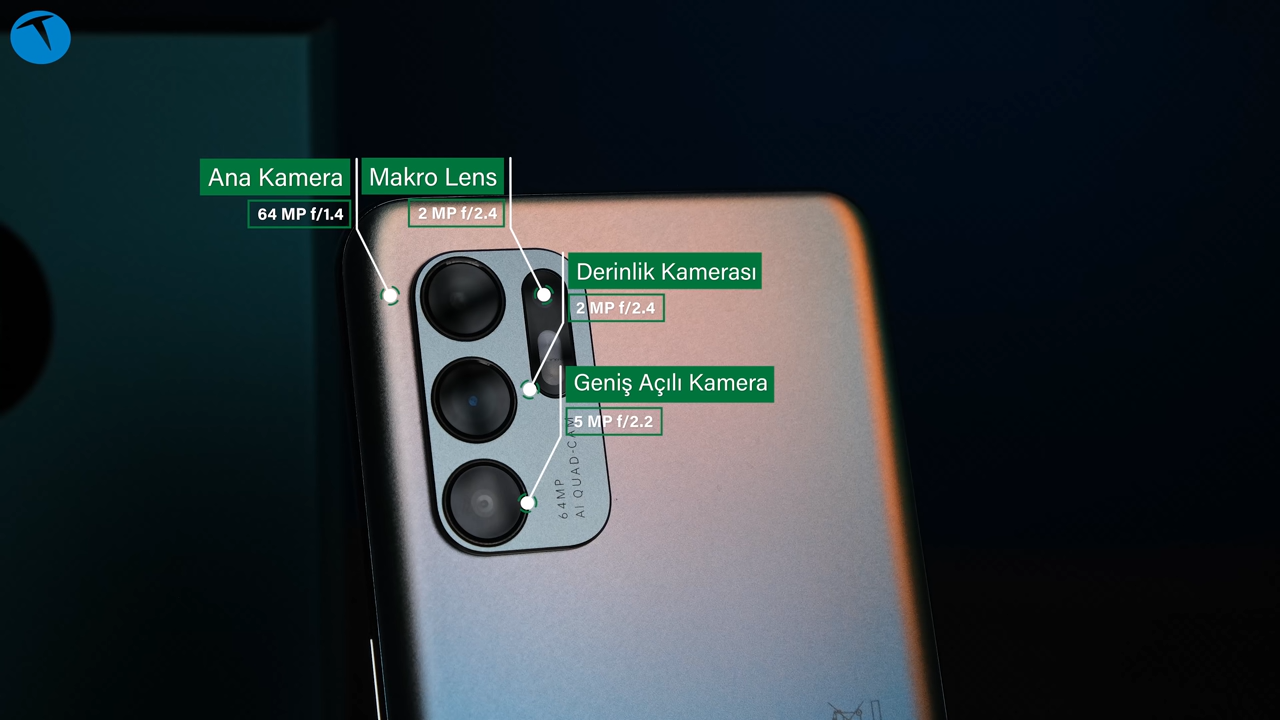 Ana Kamera
64 MP f/1.4
Makro Lens
2 MP f/2.4
Derinlik Kamerası
2 MP f/2.4
Geniş Açılı Kamera
5 MP f/2.2
64MP
AI QUAD-CAM